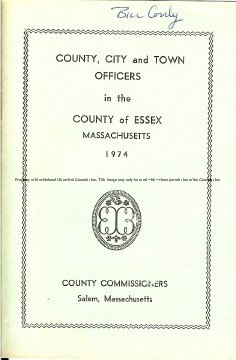 Bill Conly
COUNTY, CITY and TOWN
OFFICERS
in the
COUNTY of ESSEX
MASSACHUSETTS
1974
COUNTY COMMISSIONERS
Salem, Massachusetts